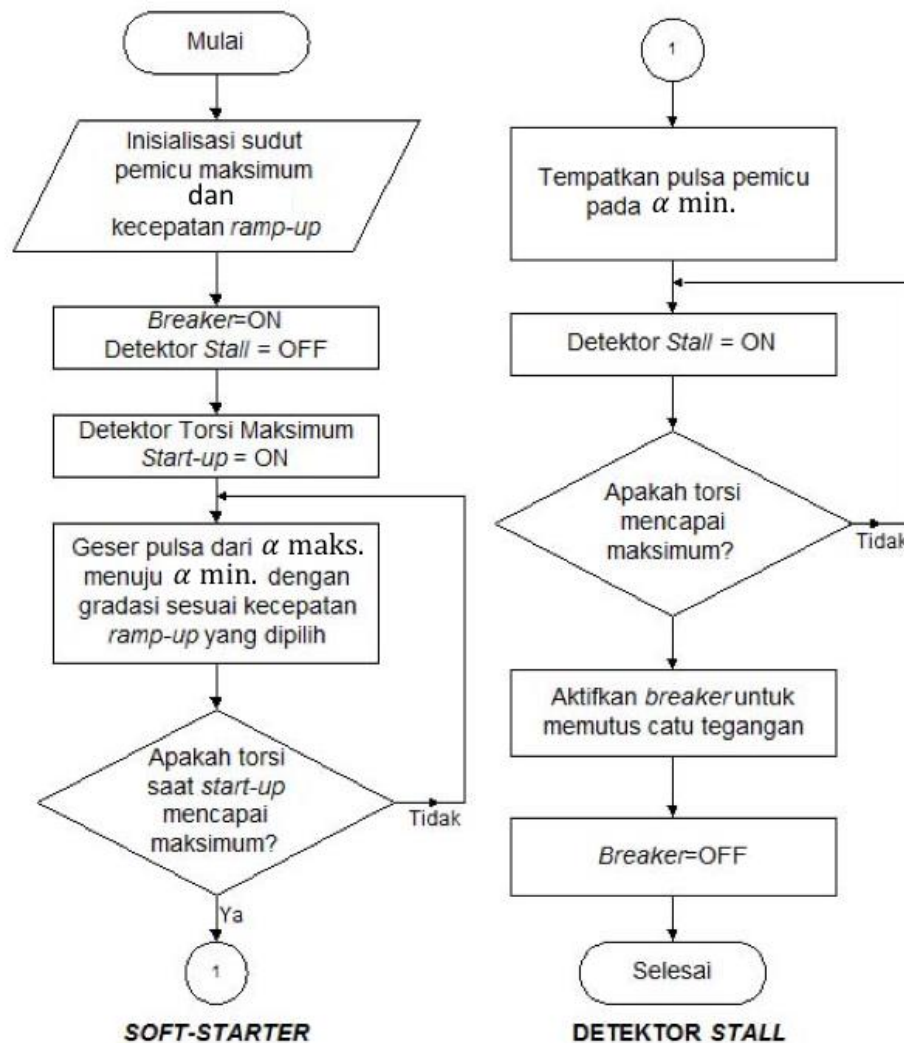 Mulai
Inisialisasi sudut
pemicu maksimum
dan
kecepatan ramp-up
Breaker=ON
Detektor Stall = OFF
Detektor Torsi Maksimum
Start-up = ON
Geser pulsa dari α maks.
menuju α min. dengan
gradasi sesuai kecepatan
ramp-up yang dipilih
Apakah torsi
saat start-up
mencapai
maksimum?
Tidak
Ya
1
SOFT-STARTER
1
Tempatkan pulsa pemicu
pada α min.
Detektor Stall = ON
Apakah torsi
mencapai
maksimum?
Tidak
Aktifkan breaker untuk
memutus catu tegangan
Breaker=OFF
Selesai
DETEKTOR STALL